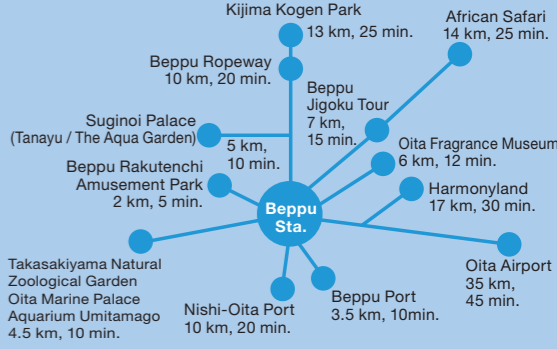 Kijima Kogen Park
13 km, 25 min.
African Safari
14 km, 25 min.
Beppu Ropeway
10 km, 20 min.
Beppu
Jigoku Tour
7 km,
15 min.
Suginoi Palace
(Tanayu / The Aqua Garden)
5 km,
10 min.
Oita Fragrance Museum
6 km, 12 min.
Beppu Rakutenchi
Amusement Park
2 km, 5 min.
Harmonyland
17 km, 30 min.
Beppu
Sta.
Takasakiyama Natural
Zoological Garden
Oita Marine Palace
Aquarium Umitamago
4.5 km, 10 min.
Nishi-Oita Port
10 km, 20 min.
Beppu Port
3.5 km, 10min.
Oita Airport
35 km,
45 min.